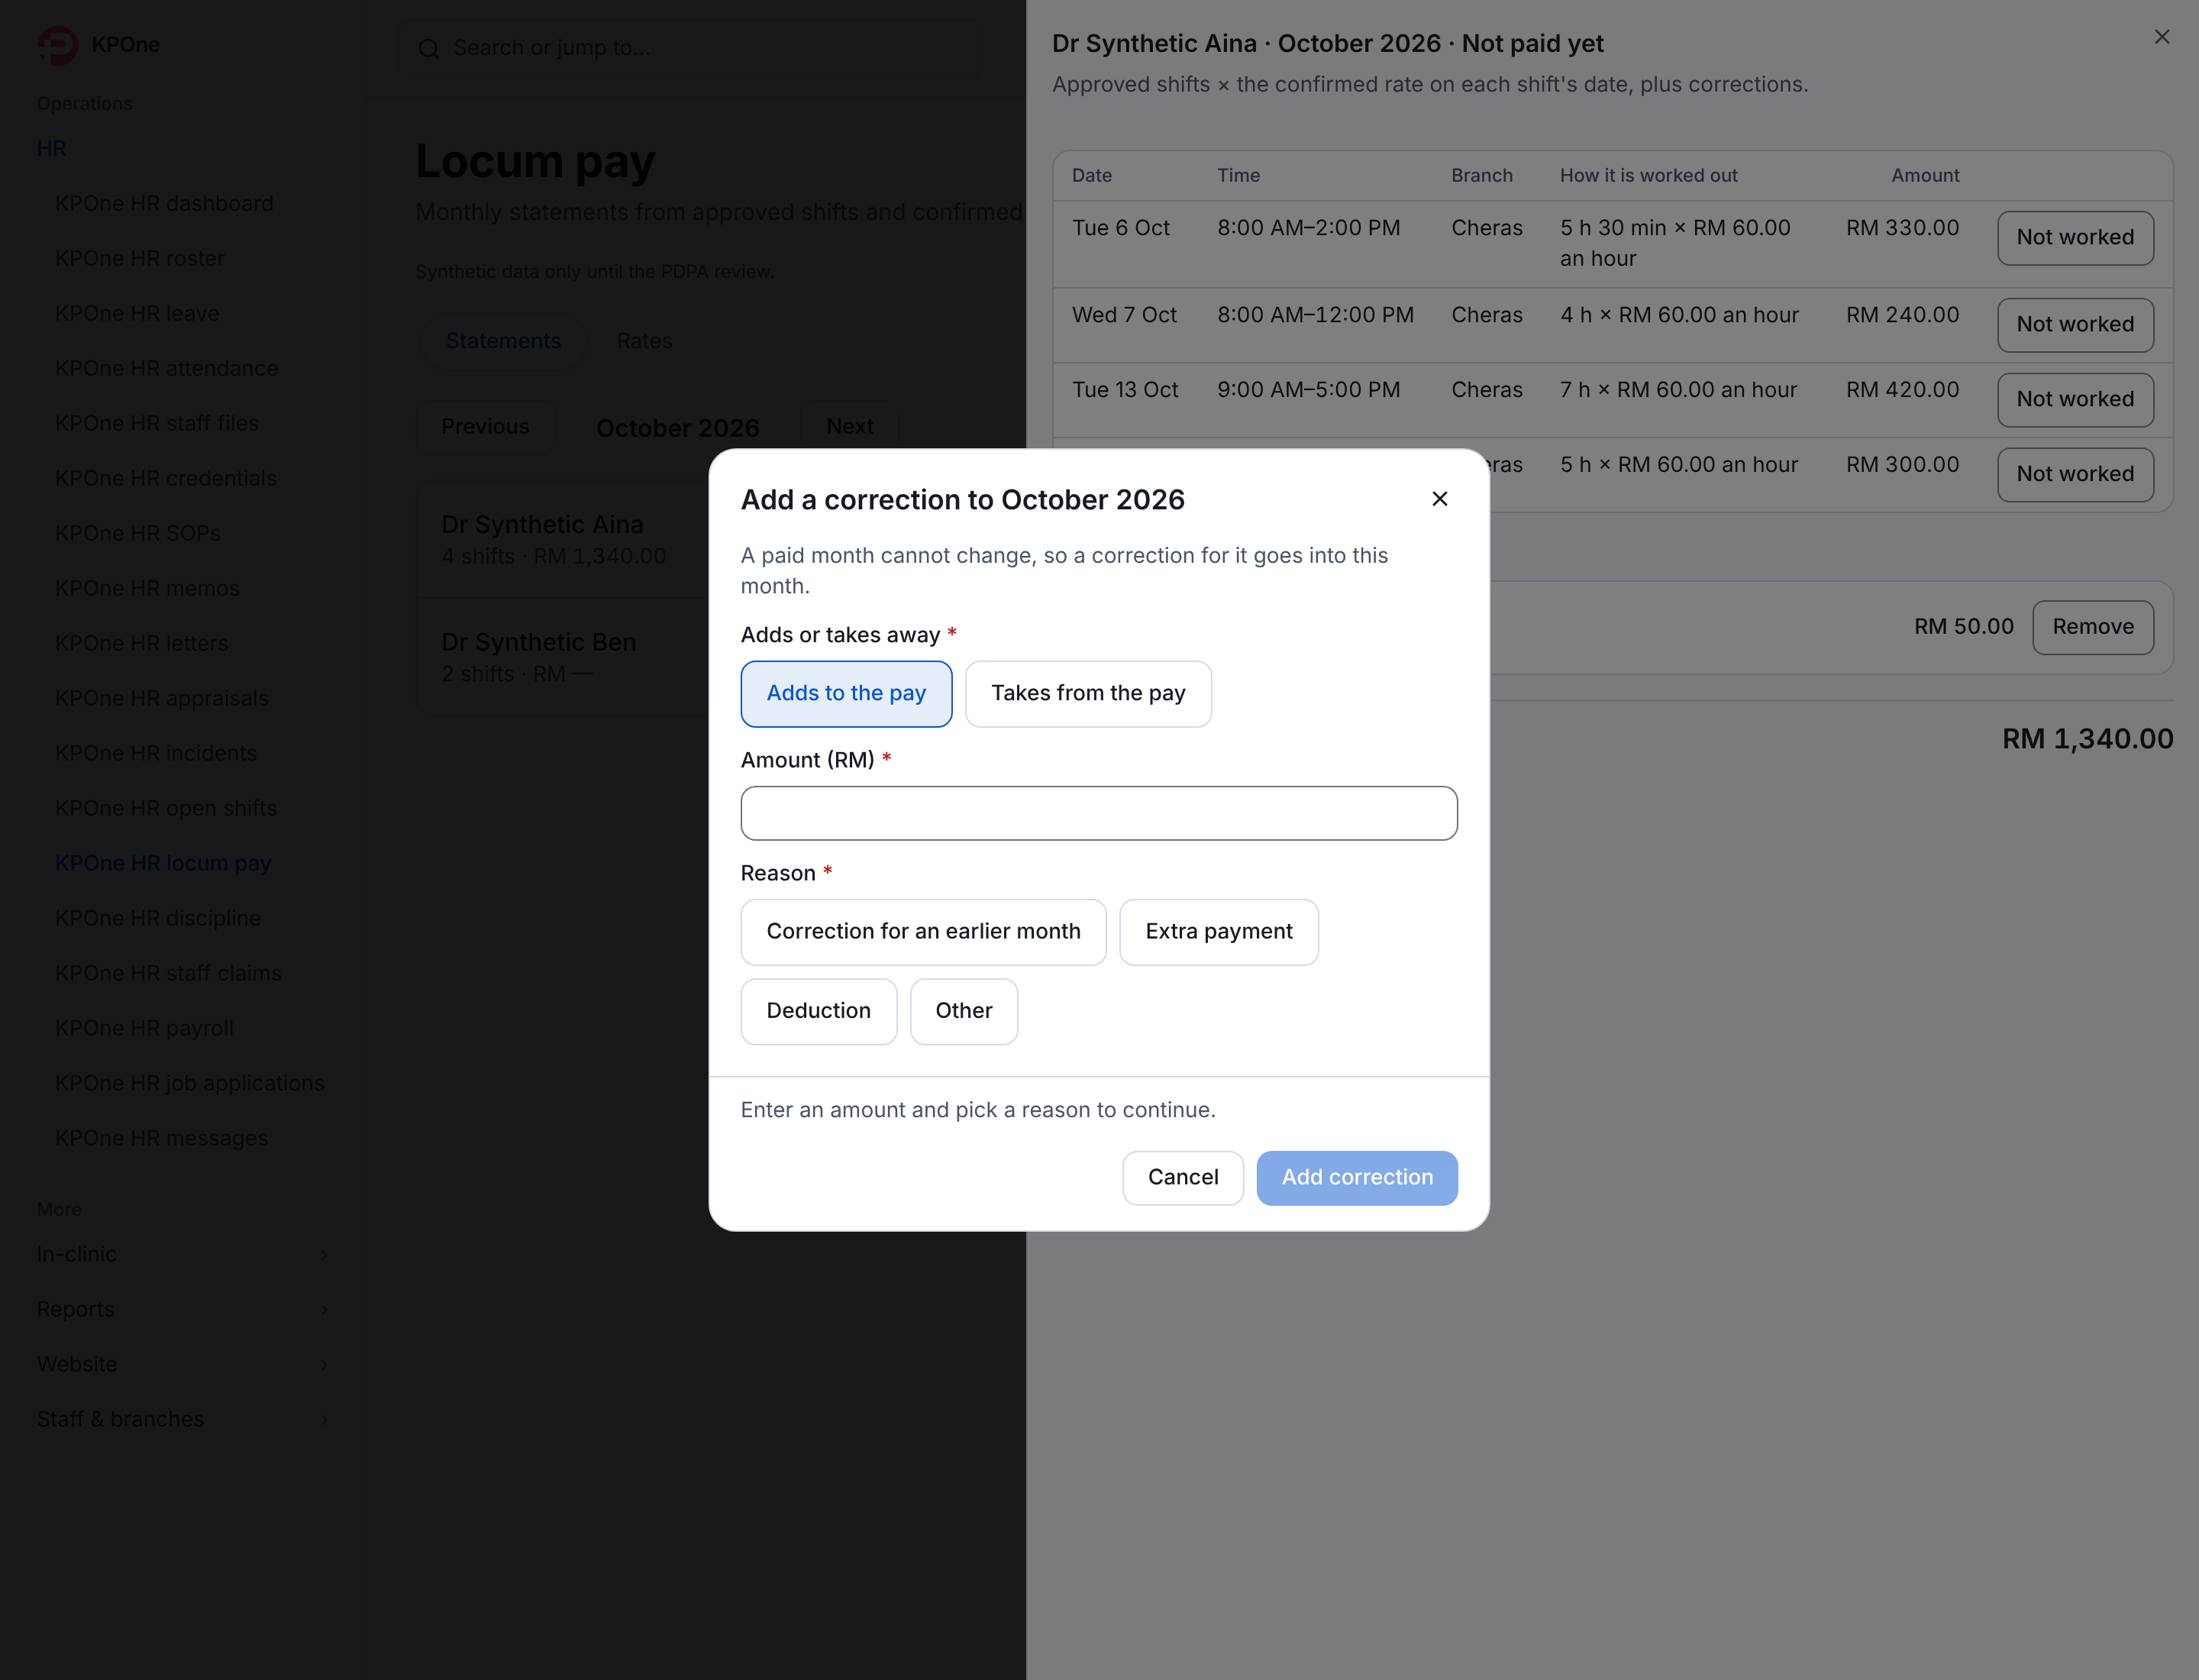 KPOne
Search or jump to...
Operations
HR
KPOne HR dashboard
KPOne HR roster
KPOne HR leave
KPOne HR attendance
KPOne HR staff files
KPOne HR credentials
KPOne HR SOPs
KPOne HR memos
KPOne HR letters
KPOne HR appraisals
KPOne HR incidents
KPOne HR open shifts
KPOne HR locum pay
KPOne HR discipline
KPOne HR staff claims
KPOne HR payroll
KPOne HR job applications
KPOne HR messages
More
In-clinic
Reports
Website
Staff & branches
Locum pay
Monthly statements from approved shifts and confirmed
Synthetic data only until the PDPA review.
Statements Rates
Previous October 2026 Next
Dr Synthetic Aina
4 shifts · RM 1,340.00
Dr Synthetic Ben
2 shifts · RM —
Dr Synthetic Aina · October 2026 · Not paid yet
Approved shifts × the confirmed rate on each shift's date, plus corrections.
Date Time Branch How it is worked out Amount
Tue 6 Oct 8:00 AM–2:00 PM Cheras 5 h 30 min × RM 60.00 an hour RM 330.00 Not worked
Wed 7 Oct 8:00 AM–12:00 PM Cheras 4 h × RM 60.00 an hour RM 240.00 Not worked
Tue 13 Oct 9:00 AM–5:00 PM Cheras 7 h × RM 60.00 an hour RM 420.00 Not worked
eras 5 h × RM 60.00 an hour RM 300.00 Not worked
RM 50.00 Remove
RM 1,340.00
Add a correction to October 2026
A paid month cannot change, so a correction for it goes into this
month.
Adds or takes away *
Adds to the pay Takes from the pay
Amount (RM) *
Reason *
Correction for an earlier month Extra payment
Deduction Other
Enter an amount and pick a reason to continue.
Cancel Add correction